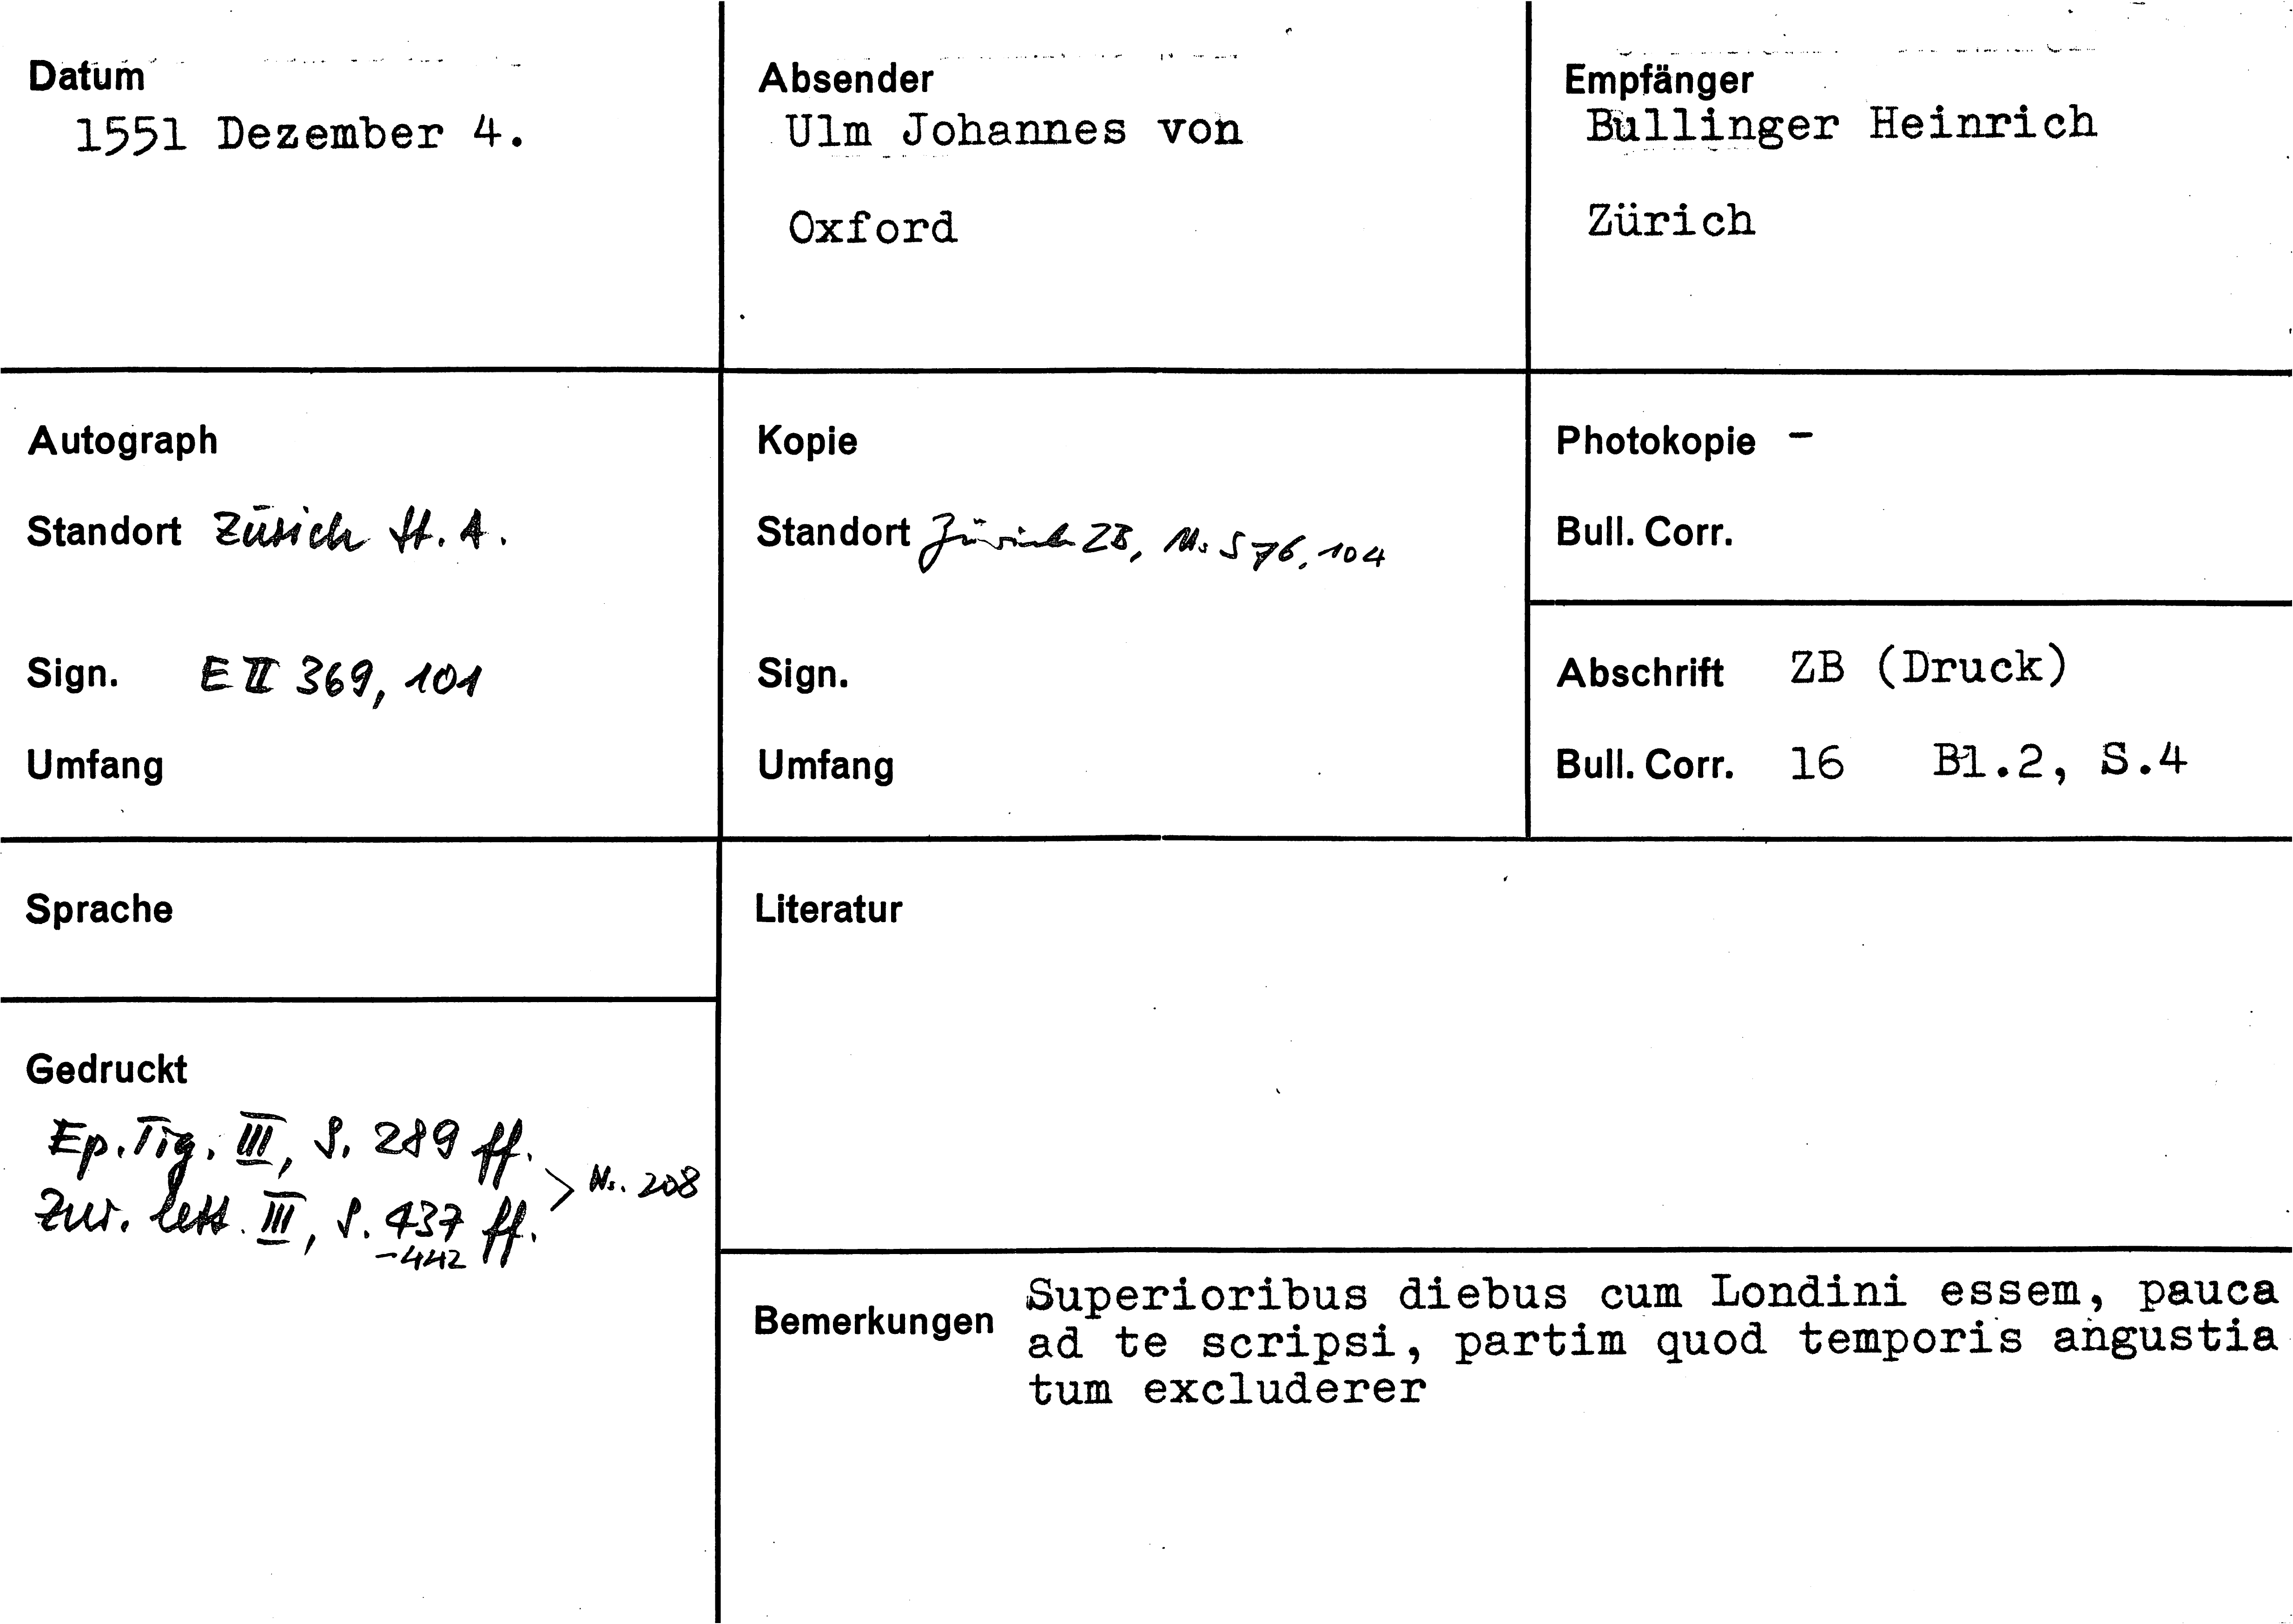 Datum
1551 Dezember 4.
Absender
Ulm Johannes von
Oxford
Empfänger
Bullinger Heinrich
Zürich
Autograph
Standort Zürich St. A.
Sign. E II 369, 101
Umfang
Kopie
Standort Zürich ZB, Ms S 76, 104
Sign.
Umfang
Photokopie -
Bull. Corr.
Abschrift ZB (Druck)
Bull. Corr. 16 Bl.2, S.4
Sprache
Literatur
Gedruckt
Ep. Tig. III, S. 289 ff.
Zur. lett. III, S. 437 ff.
-442
> Nr. 208
Bemerkungen Superioribus diebus cum Londini essem, pauca
ad te scripsi, partim quod temporis angustia
tum excluderer